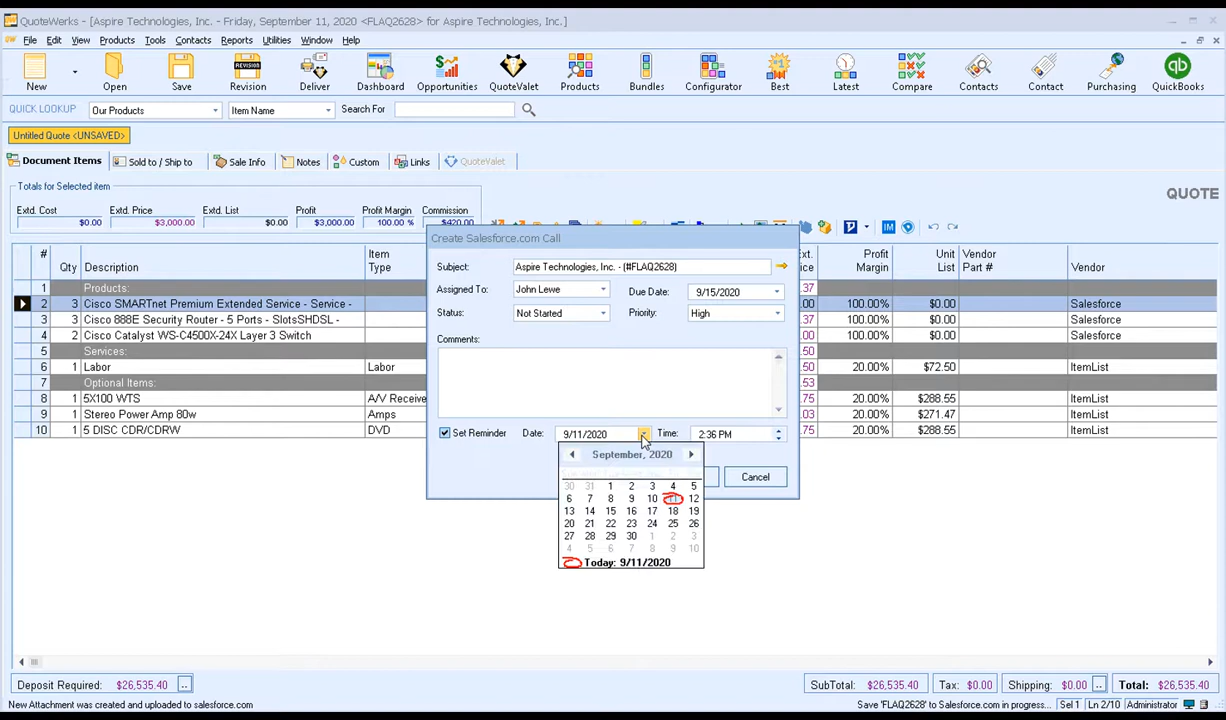 QuoteWerks - [Aspire Technologies, Inc. - Friday, September 11, 2020 <FLAQ2628> for Aspire Technologies, Inc.]
File Edit View Products Tools Contacts Reports Utilities Window Help
New Open Save Revision Deliver Dashboard Opportunities QuoteValet Products Bundles Configurator Best Latest Compare Contacts Contact Purchasing QuickBooks
QUICK LOOKUP Our Products Item Name Search For
Untitled Quote <UNSAVED>
Document Items Sold to / Ship to Sale Info Notes Custom Links QuoteValet
Totals for Selected item
QUOTE
Extd. Cost Extd. Price Extd. List Profit Profit Margin Commission
$0.00 $3,000.00 $0.00 $3,000.00 100.00 % $420.00
Create Salesforce.com Call
Subject: Aspire Technologies, Inc. - (#FLAQ2628)
Assigned To: John Lewe Due Date: 9/15/2020
Status: Not Started Priority: High
Comments:
Set Reminder Date: 9/11/2020 Time: 2:36 PM
Cancel
September, 2020
30 31 1 2 3 4 5
6 7 8 9 10 11 12
13 14 15 16 17 18 19
20 21 22 23 24 25 26
27 28 29 30 1 2 3
4 5 6 7 8 9 10
Today: 9/11/2020
# Qty Description Item Type Ext. Profit Margin Unit List Vendor Part # Vendor
1 Products: .37
2 3 Cisco SMARTnet Premium Extended Service - Service - .00 100.00% $0.00 Salesforce
3 3 Cisco 888E Security Router - 5 Ports - SlotsSHDSL - 100.00% $0.00 Salesforce
4 2 Cisco Catalyst WS-C4500X-24X Layer 3 Switch 100.00% $0.00 Salesforce
5 Services: .50
6 1 Labor Labor 20.00% $72.50 ItemList
7 Optional Items: .53
8 1 5X100 WTS A/V Receive .75 20.00% $288.55 ItemList
9 1 Stereo Power Amp 80w Amps .03 20.00% $271.47 ItemList
10 1 5 DISC CDR/CDRW DVD .75 20.00% $288.55 ItemList
Deposit Required: $26,535.40 SubTotal: $26,535.40 Tax: $0.00 Shipping: $0.00 Total: $26,535.40
New Attachment was created and uploaded to salesforce.com Save 'FLAQ2628' to Salesforce.com in progress... Sel 1 Ln 2/10 Administrator